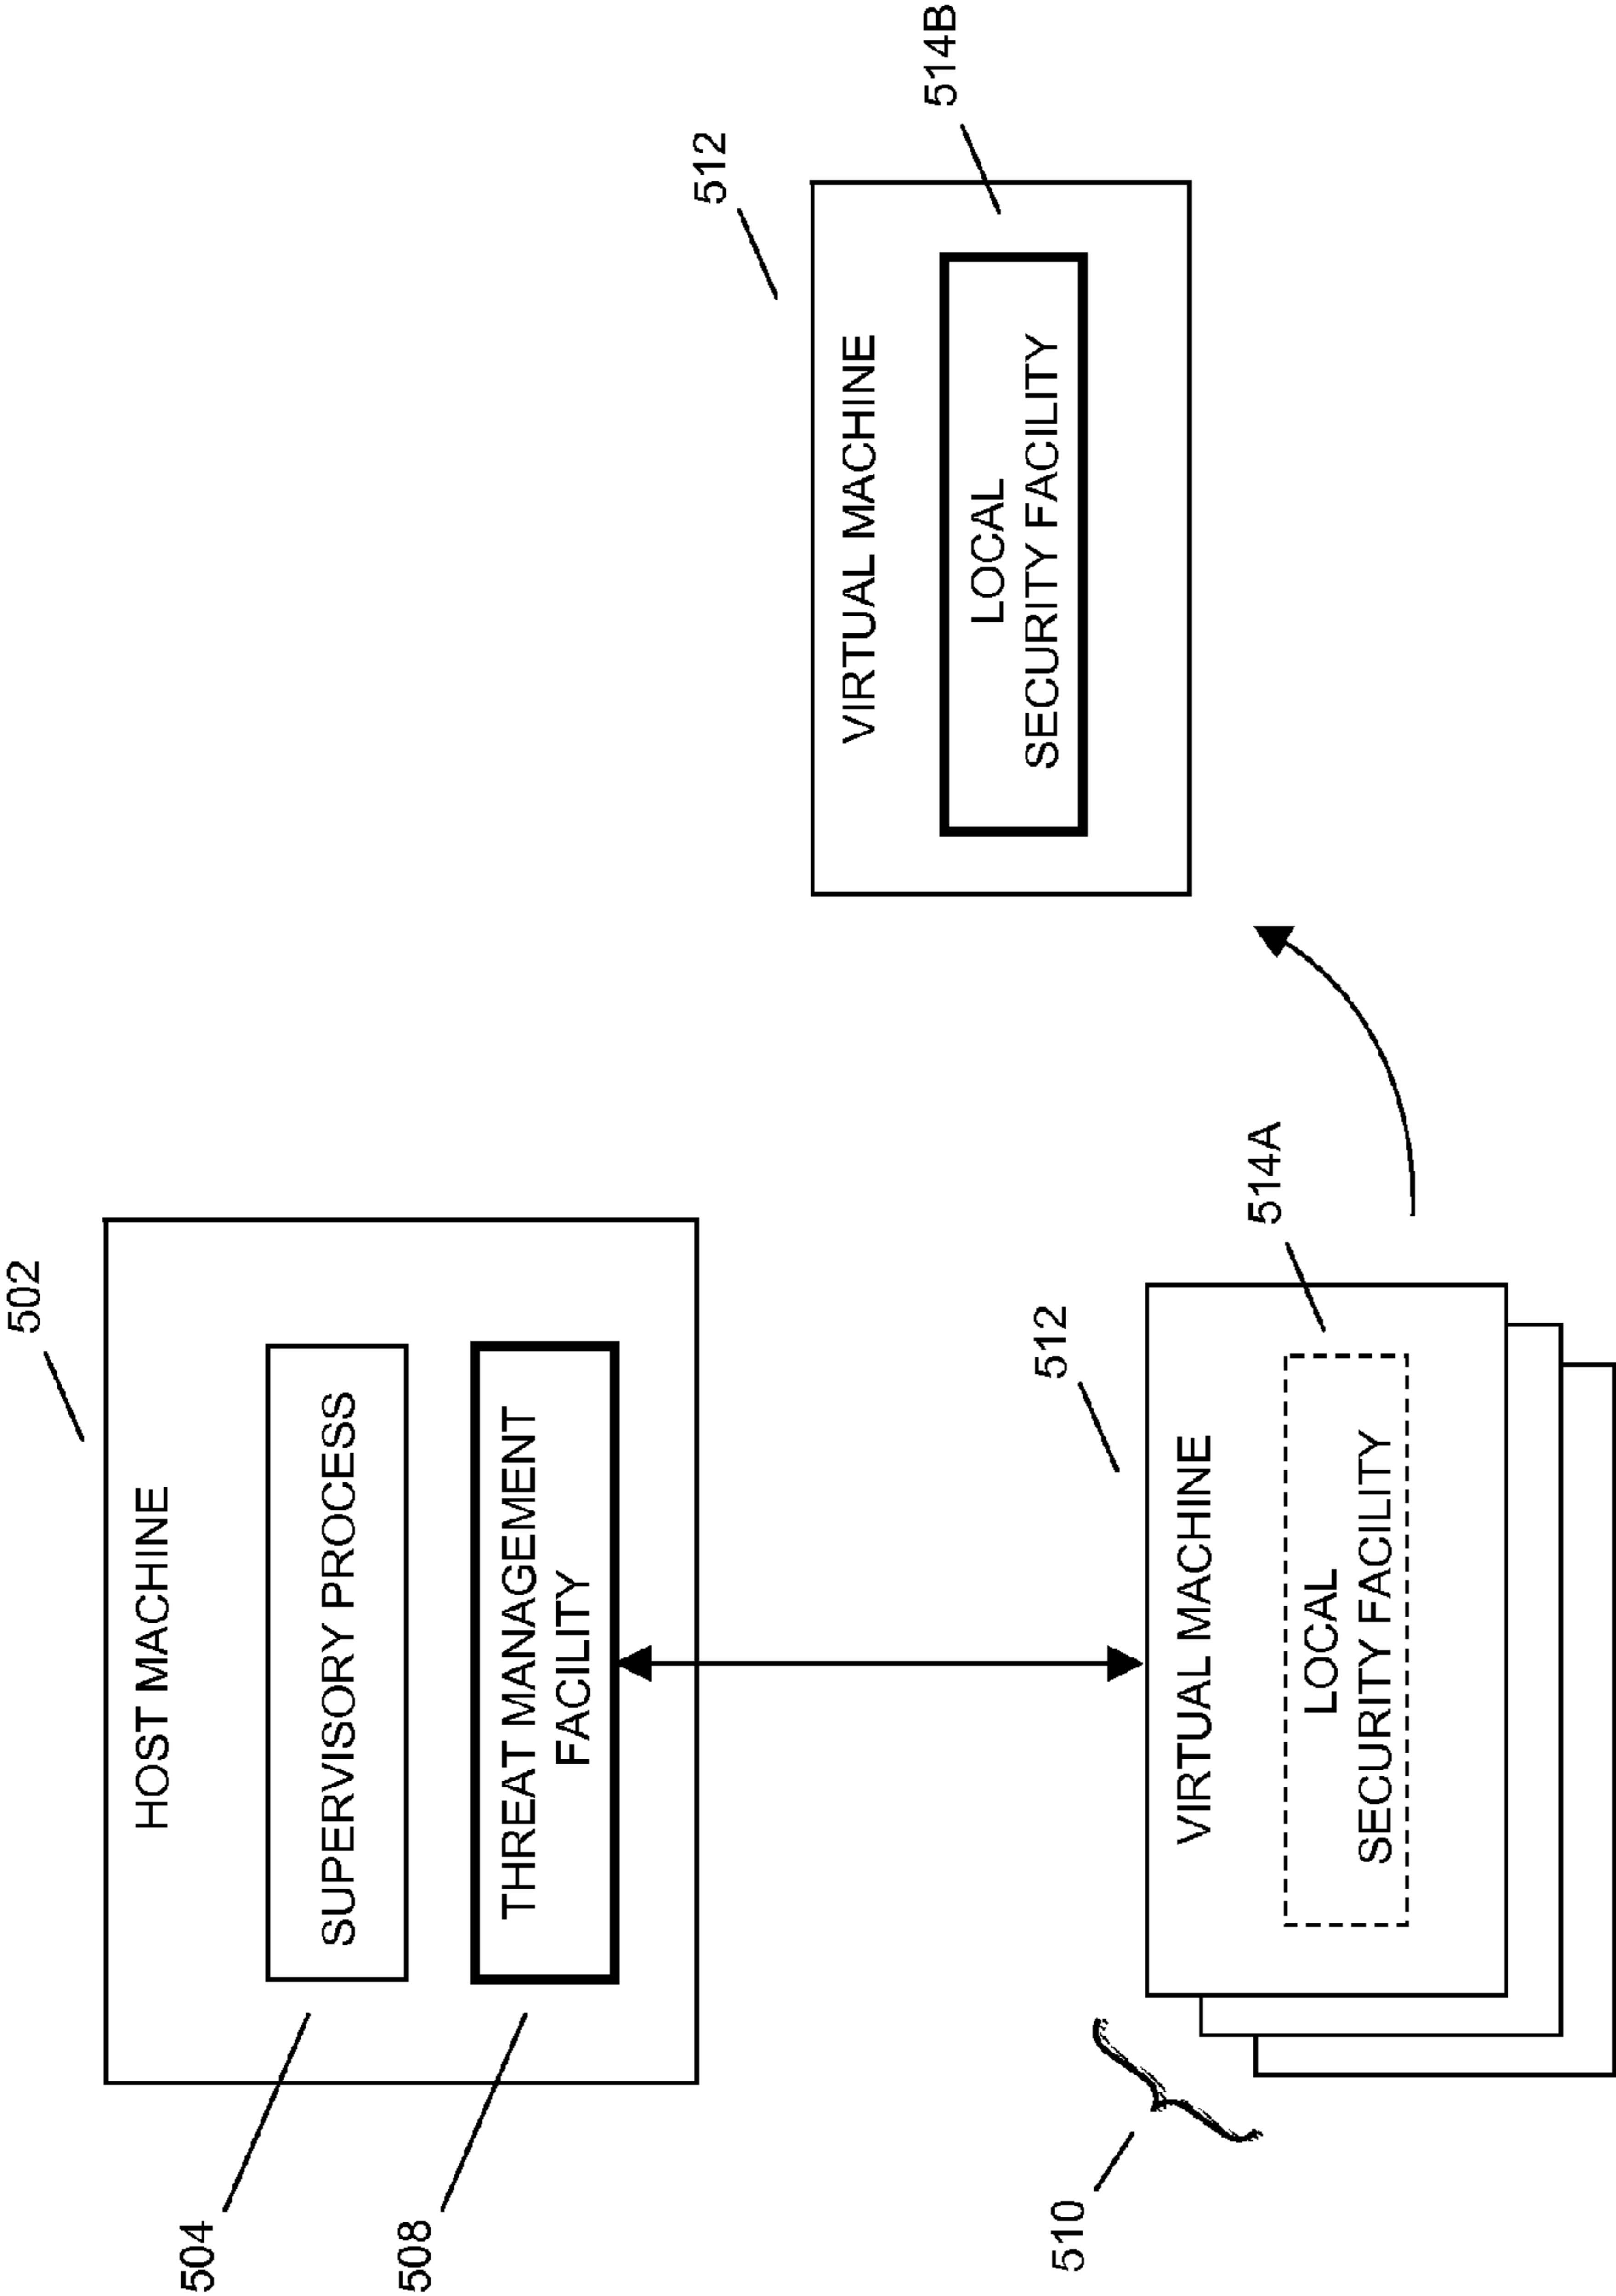 502
HOST MACHINE
504
SUPERVISORY PROCESS
508
THREAT MANAGEMENT
FACILITY
512
VIRTUAL MACHINE
514B
LOCAL
SECURITY FACILITY
510
512
VIRTUAL MACHINE
514A
LOCAL
SECURITY FACILITY